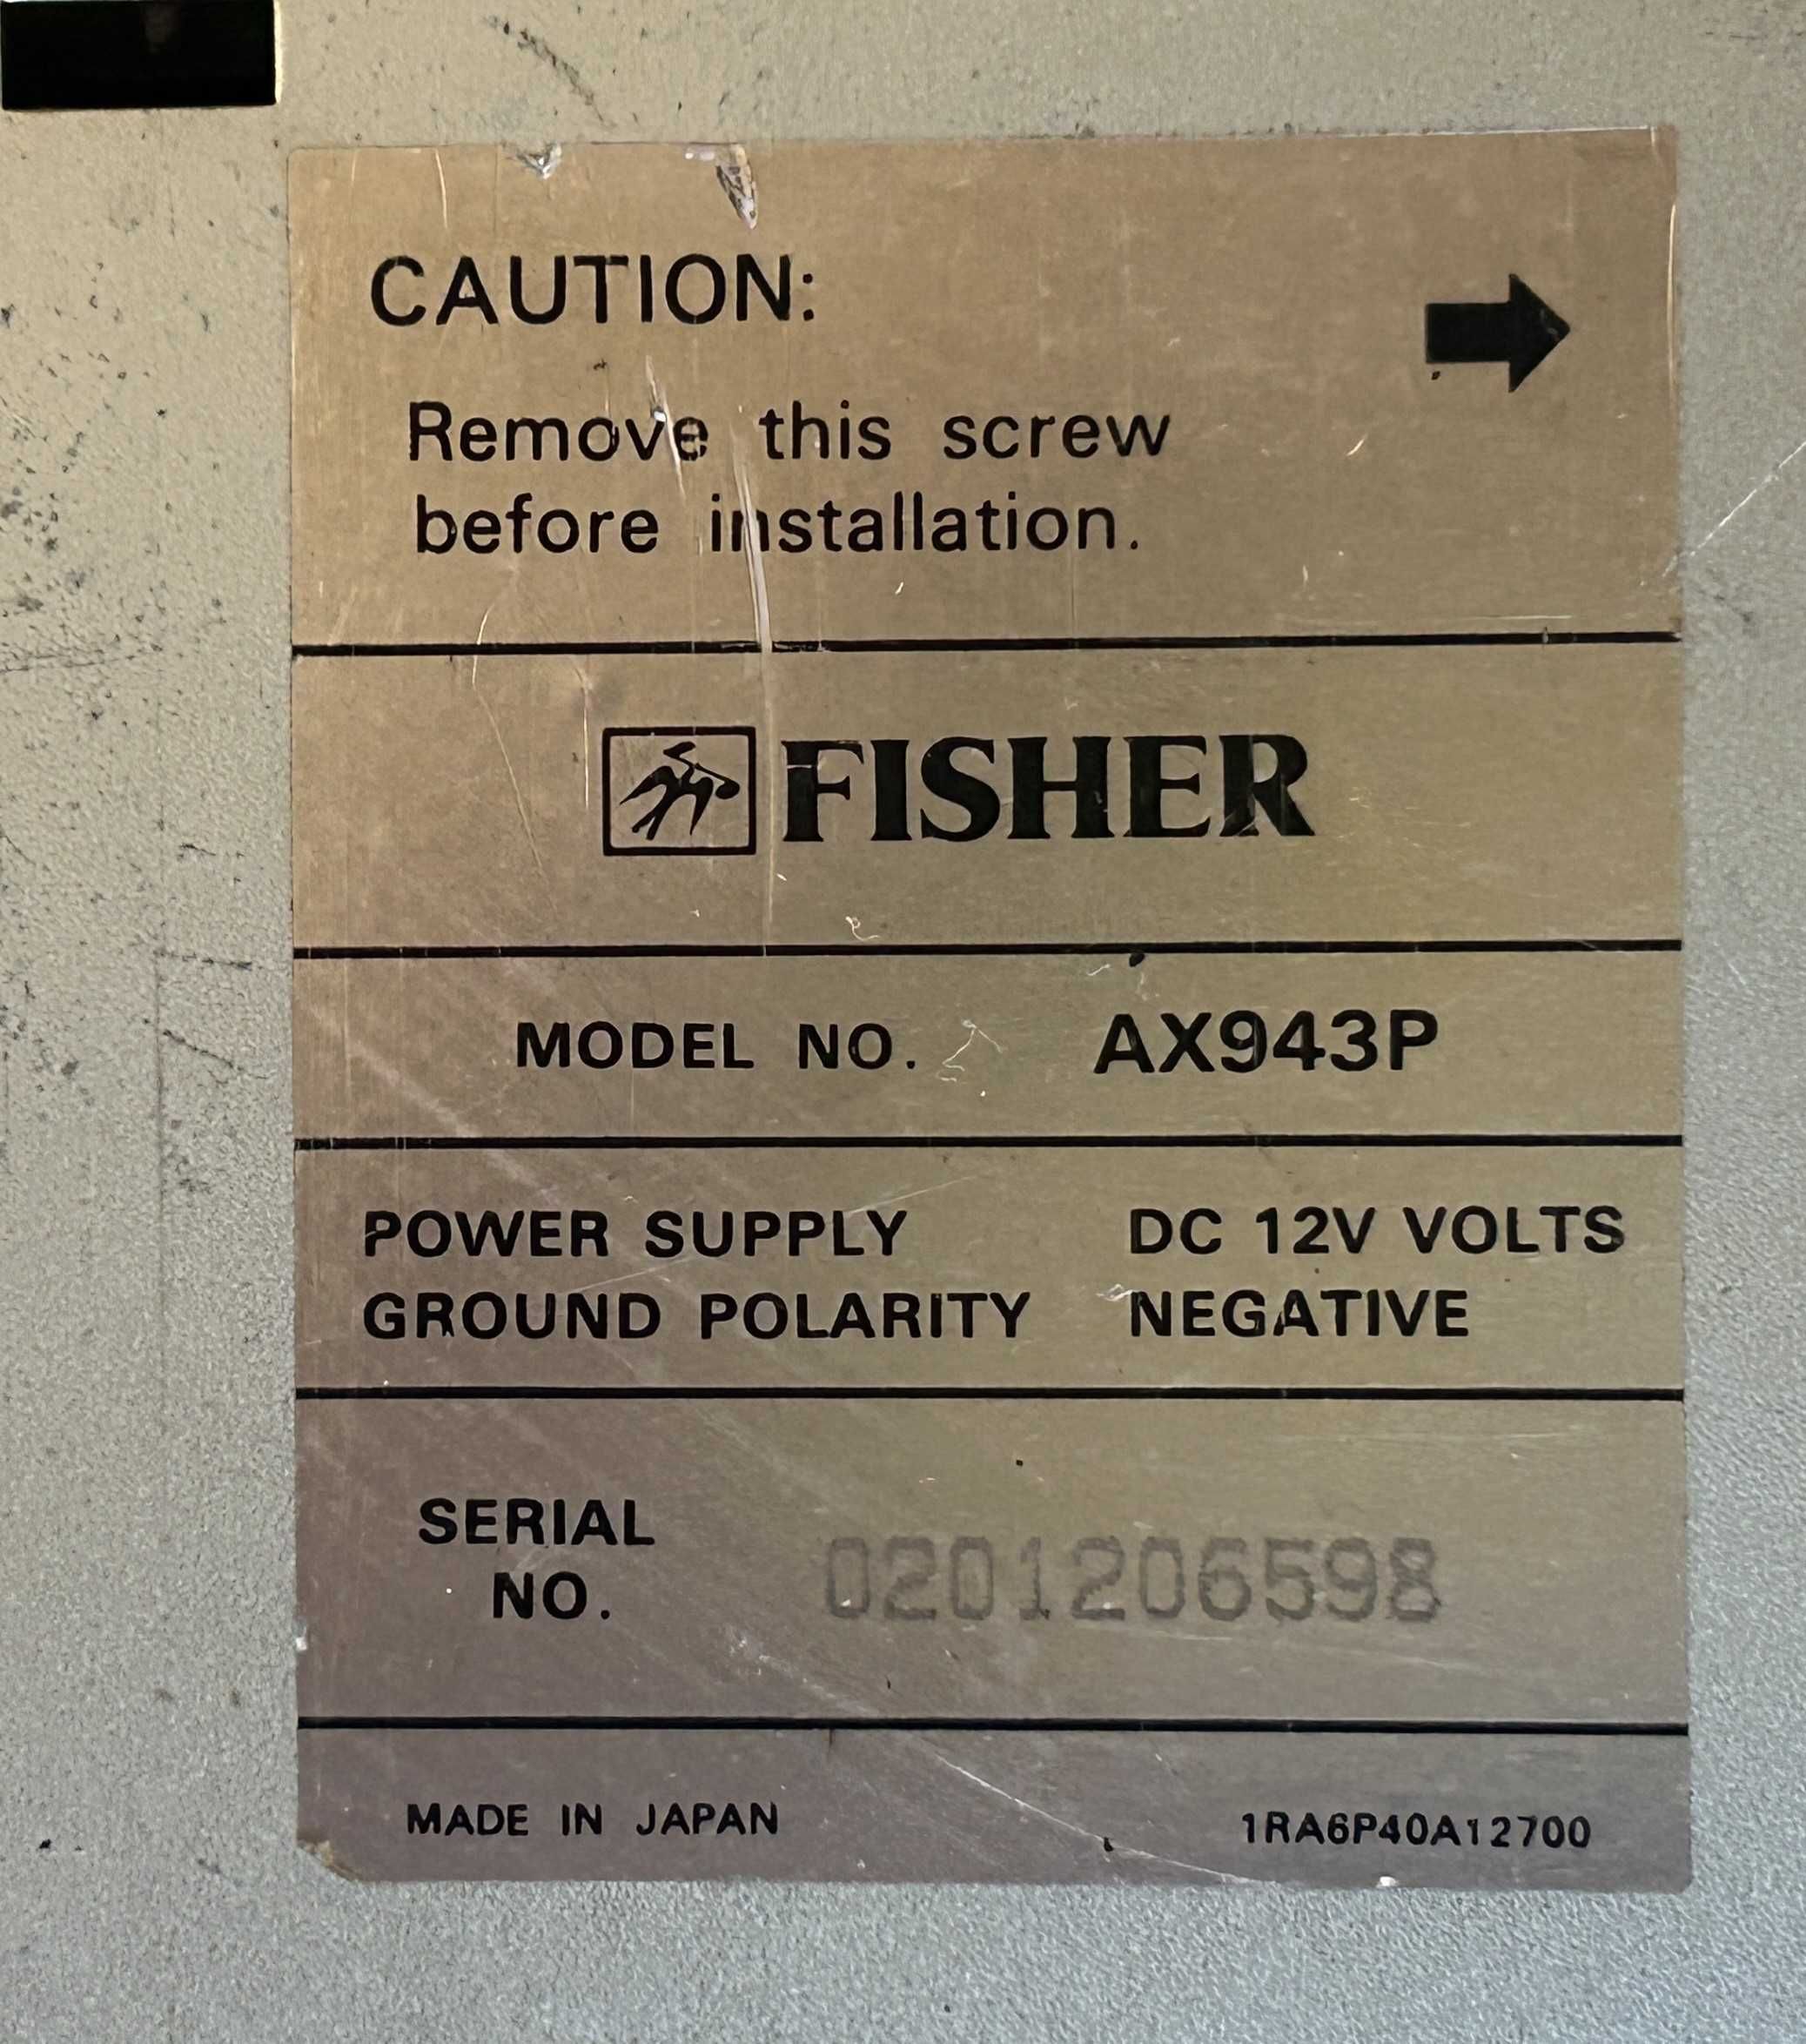 CAUTION:
Remove this screw
before installation.
FISHER
MODEL NO. AX943P
POWER SUPPLY DC 12V VOLTS
GROUND POLARITY NEGATIVE
SERIAL
NO. 0201206598
MADE IN JAPAN 1RA6P40A12700